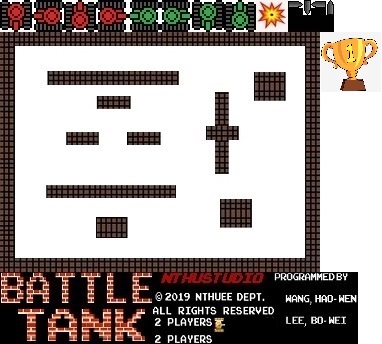 BATTLE
TANK
NTHUSTUDIO
© 2019 NTHUEE DEPT.
ALL RIGHTS RESERVED
2 PLAYERS
2 PLAYERS
PROGRAMMED BY
WANG, HAO-WEN
LEE, BO-WEI